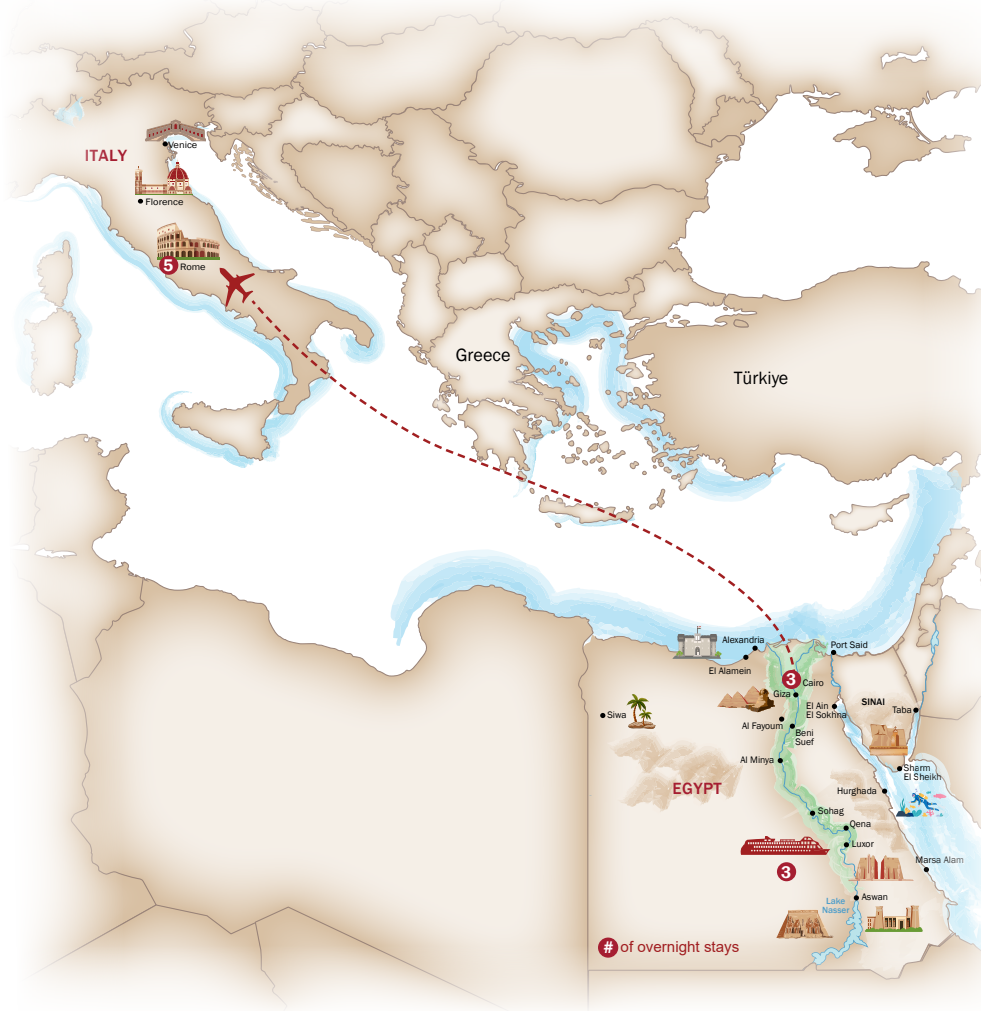 Venice
ITALY
Florence
5 Rome
Greece
Türkiye
Alexandria
Port Said
El Alamein
3 Cairo
Giza
SINAI
El Ain
El Sokhna
Taba
Siwa
Al Fayoum
Beni
Suef
Al Minya
Sharm
El Sheikh
EGYPT
Hurghada
Sohag
Qena
Luxor
3
Marsa Alam
Aswan
Lake
Nasser
# of overnight stays